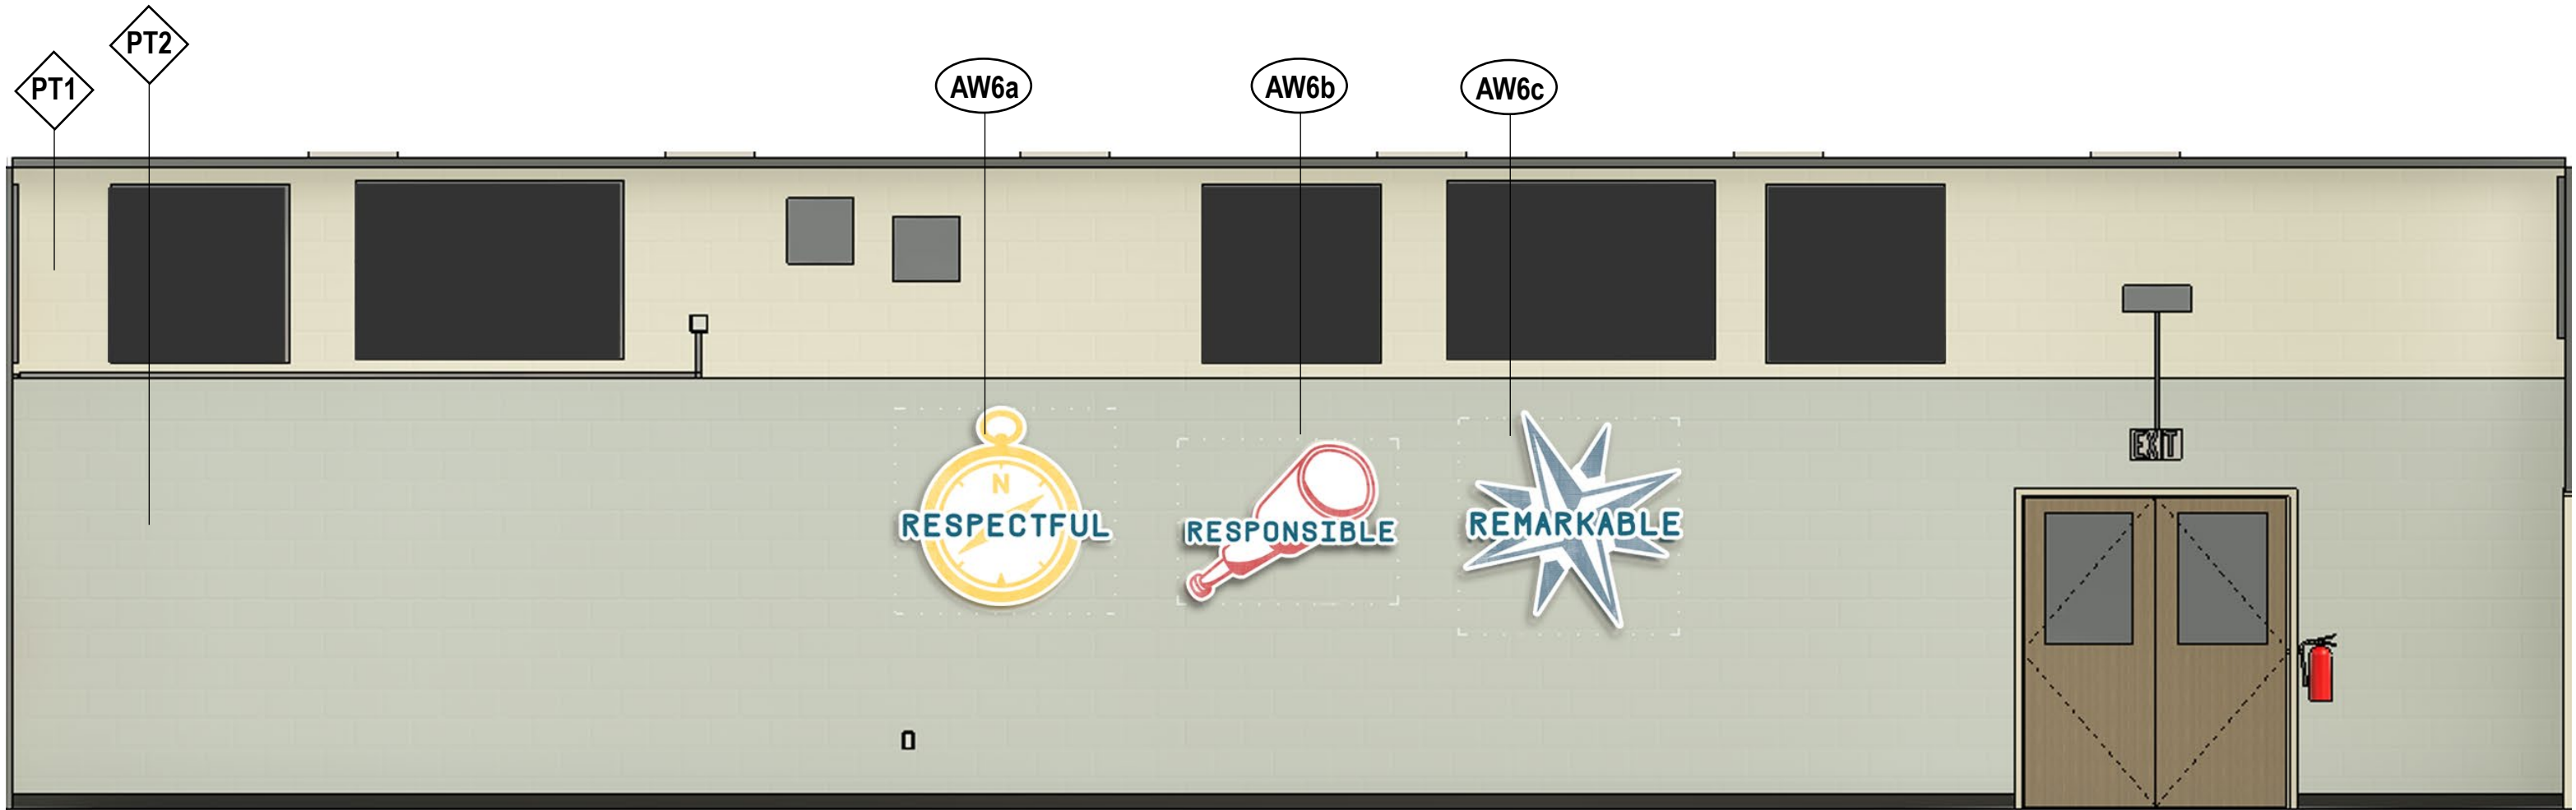 PT2
PT1
AW6a
AW6b
AW6c
EXIT
N
RESPECTFUL
RESPONSIBLE
REMARKABLE